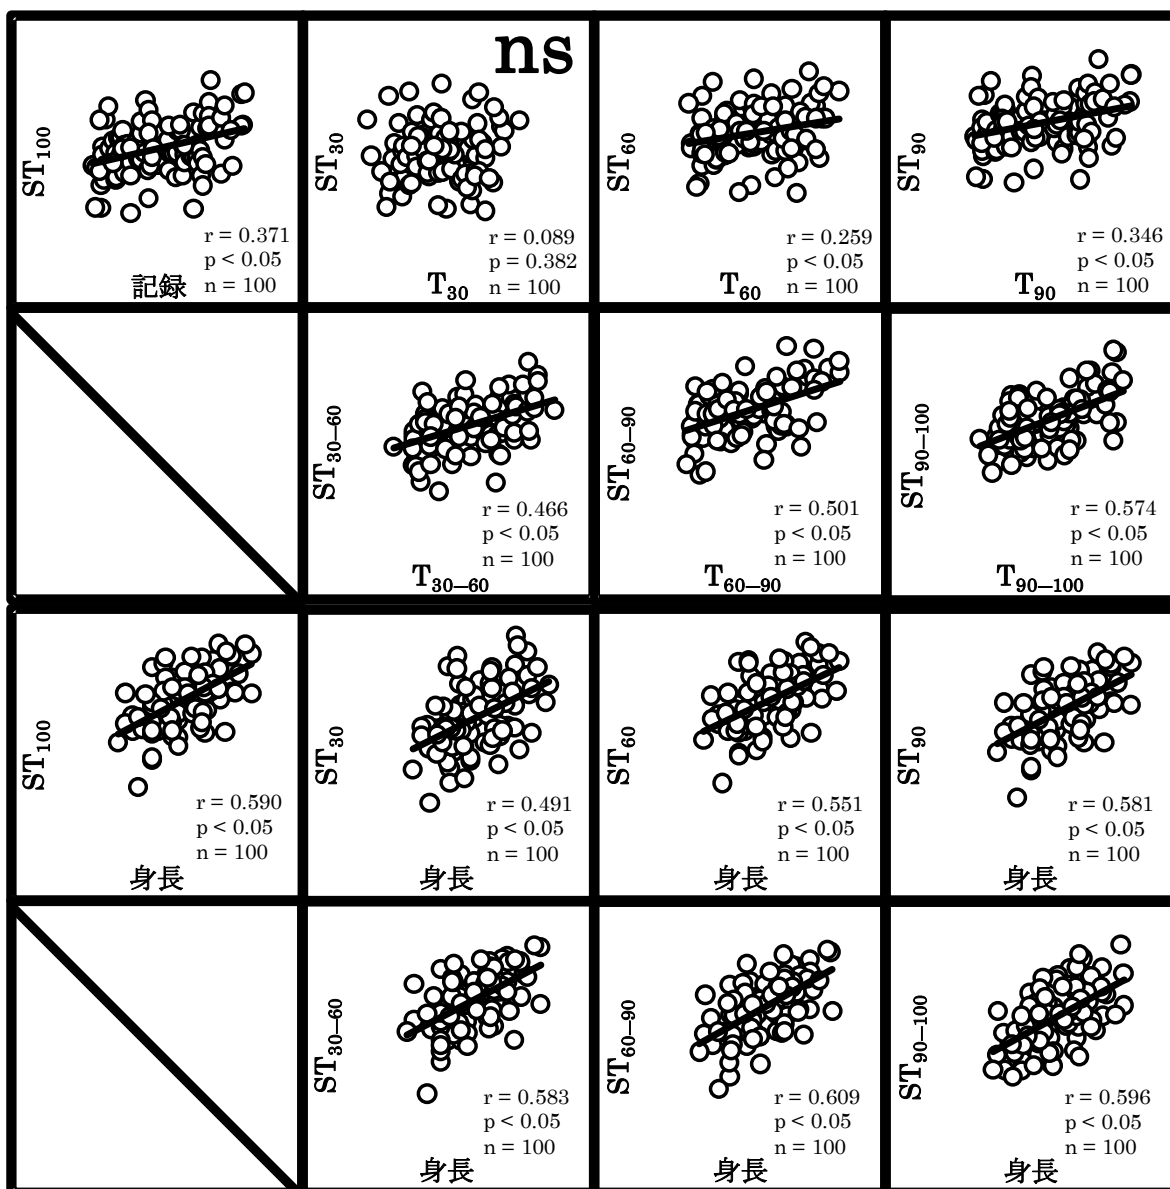 ns
ST100
r = 0.371
p < 0.05
n = 100
記録
ST30
r = 0.089
p = 0.382
n = 100
T30
ST60
r = 0.259
p < 0.05
n = 100
T60
ST90
r = 0.346
p < 0.05
n = 100
T90
ST30–60
r = 0.466
p < 0.05
n = 100
T30–60
ST60–90
r = 0.501
p < 0.05
n = 100
T60–90
ST90–100
r = 0.574
p < 0.05
n = 100
T90–100
ST100
r = 0.590
p < 0.05
n = 100
身長
ST30
r = 0.491
p < 0.05
n = 100
身長
ST60
r = 0.551
p < 0.05
n = 100
身長
ST90
r = 0.581
p < 0.05
n = 100
身長
ST30–60
r = 0.583
p < 0.05
n = 100
身長
ST60–90
r = 0.609
p < 0.05
n = 100
身長
ST90–100
r = 0.596
p < 0.05
n = 100
身長